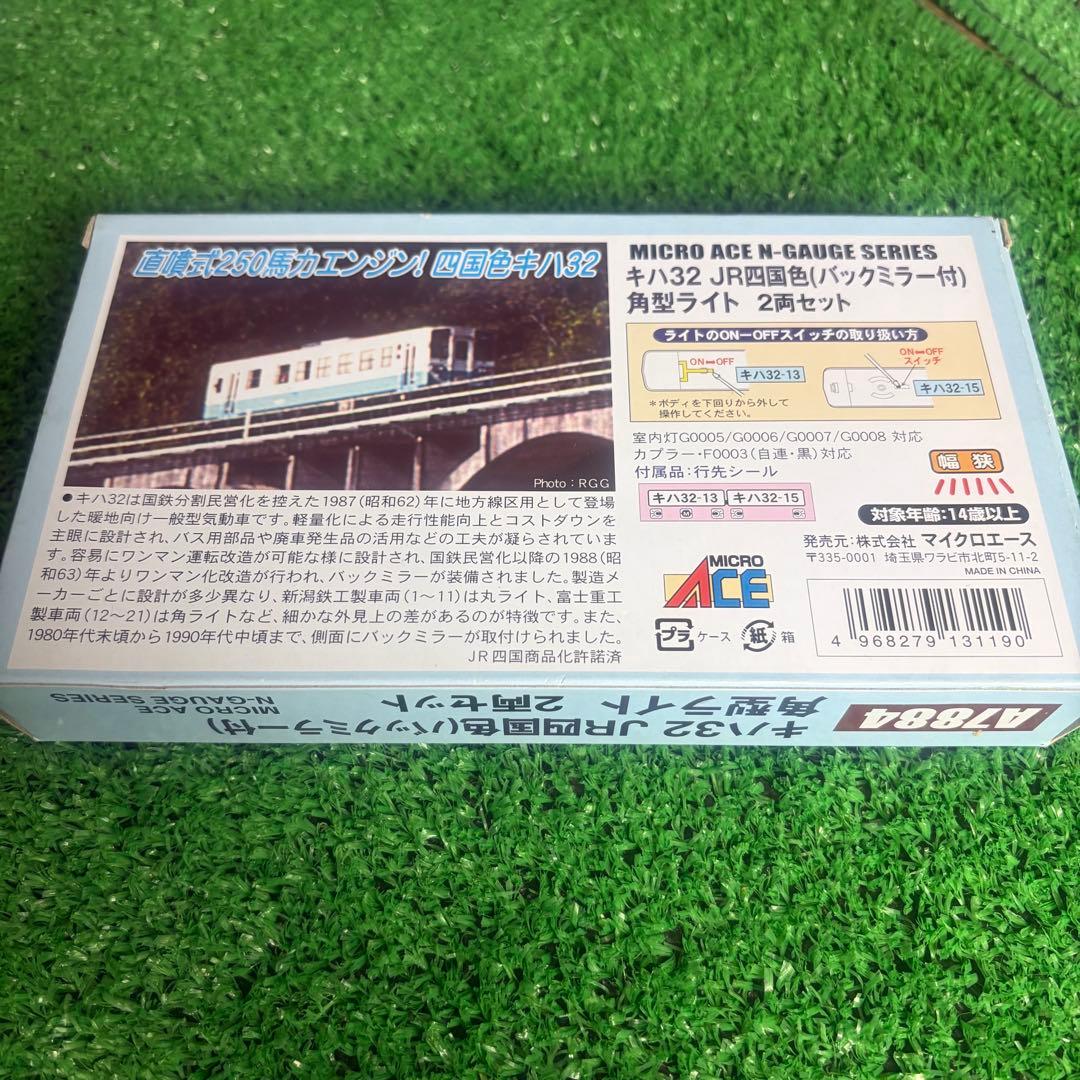 直噴式250馬力エンジン! 四国色キハ32
Photo：RGG
●キハ32は国鉄分割民営化を控えた1987(昭和62)年に地方線区用として登場
した暖地向け一般型気動車です。軽量化による走行性能向上とコストダウンを
主眼に設計され、バス用部品や廃車発生品の活用などの工夫が凝らされていま
す。容易にワンマン運転改造が可能な様に設計され、国鉄民営化以降の1988(昭
和63)年よりワンマン化改造が行われ、バックミラーが装備されました。製造メ
ーカーごとに設計が多少異なり、新潟鉄工製車両(1～11)は丸ライト、富士重工
製車両(12～21)は角ライトなど、細かな外見上の差があるのが特徴です。また、
1980年代末頃から1990年代中頃まで、側面にバックミラーが取付けられました。
JR四国商品化許諾済
MICRO ACE N-GAUGE SERIES
キハ32 JR四国色(バックミラー付)
角型ライト 2両セット
ライトのON－OFFスイッチの取り扱い方
ON⇔OFF
キハ32-13
＊ボディを下回りから外して
操作してください。
ON⇔OFF
スイッチ
キハ32-15
室内灯G0005/G0006/G0007/G0008 対応
カプラー・F0003(自連・黒)対応
付属品：行先シール
幅狭
キハ32-13 キハ32-15
対象年齢：14歳以上
発売元：株式会社 マイクロエース
〒335-0001 埼玉県ワラビ市北町5-11-2
MADE IN CHINA
MICRO
ACE
プラ ケース 紙 箱
4 968279 131190
A7884
キハ32 JR四国色(バックミラー付)
角型ライト 2両セット
MICRO ACE
N-GAUGE SERIES